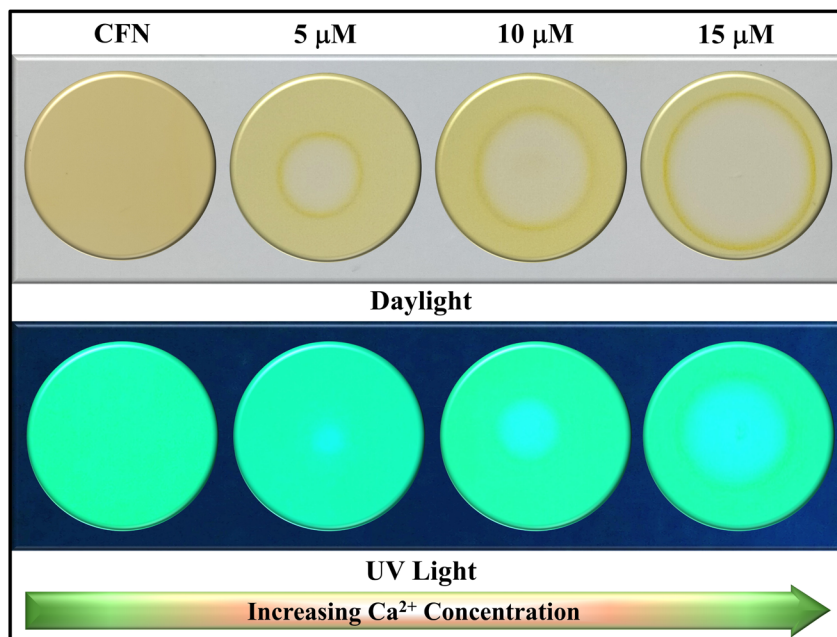 CFN 5 μM 10 μM 15 μM
Daylight
UV Light
Increasing Ca²⁺ Concentration